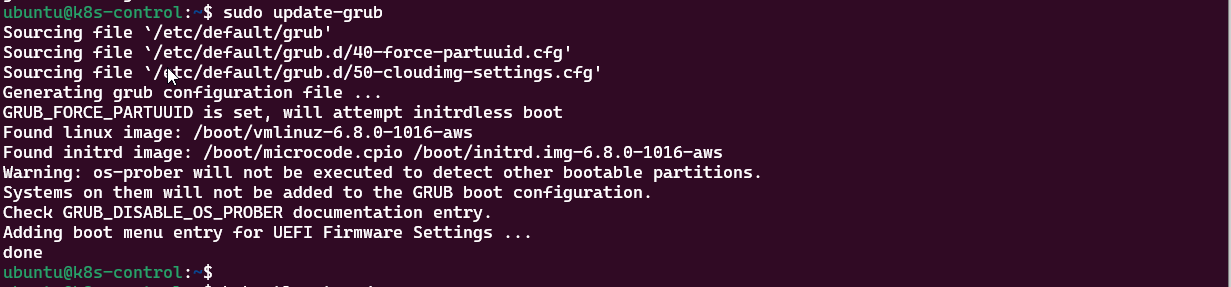 ubuntu@k8s-control:~$ sudo update-grub
Sourcing file `/etc/default/grub'
Sourcing file `/etc/default/grub.d/40-force-partuuid.cfg'
Sourcing file `/etc/default/grub.d/50-cloudimg-settings.cfg'
Generating grub configuration file ...
GRUB_FORCE_PARTUUID is set, will attempt initrdless boot
Found linux image: /boot/vmlinuz-6.8.0-1016-aws
Found initrd image: /boot/microcode.cpio /boot/initrd.img-6.8.0-1016-aws
Warning: os-prober will not be executed to detect other bootable partitions.
Systems on them will not be added to the GRUB boot configuration.
Check GRUB_DISABLE_OS_PROBER documentation entry.
Adding boot menu entry for UEFI Firmware Settings ...
done
ubuntu@k8s-control:~$